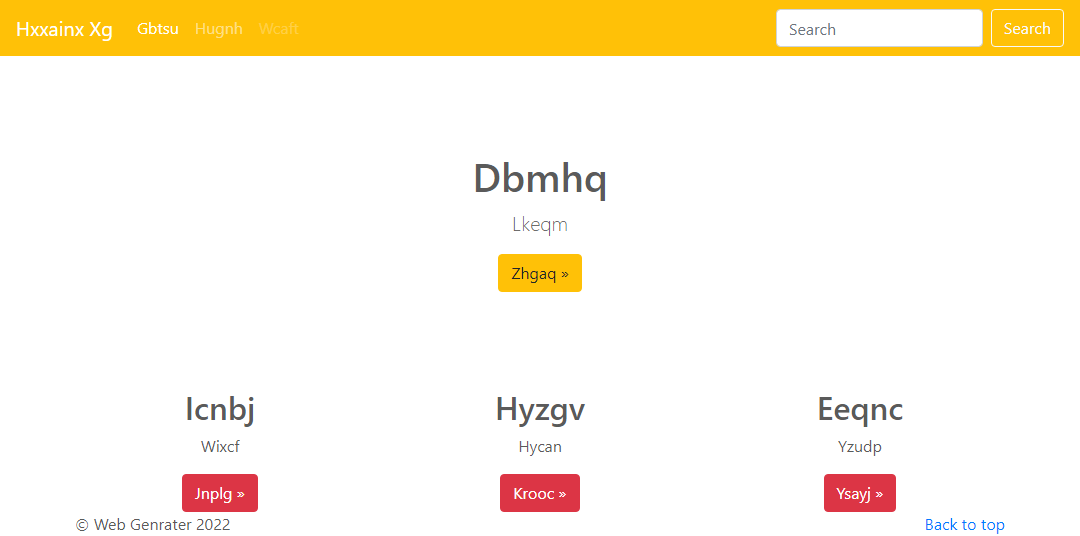 Hxxainx Xg Gbtsu Hugnh Wcaft Search Search
Dbmhq
Lkeqm
Zhgaq »
Icnbj Hyzgv Eeqnc
Wixcf Hycan Yzudp
Jnplg » Krooc » Ysayj »
© Web Genrater 2022 Back to top